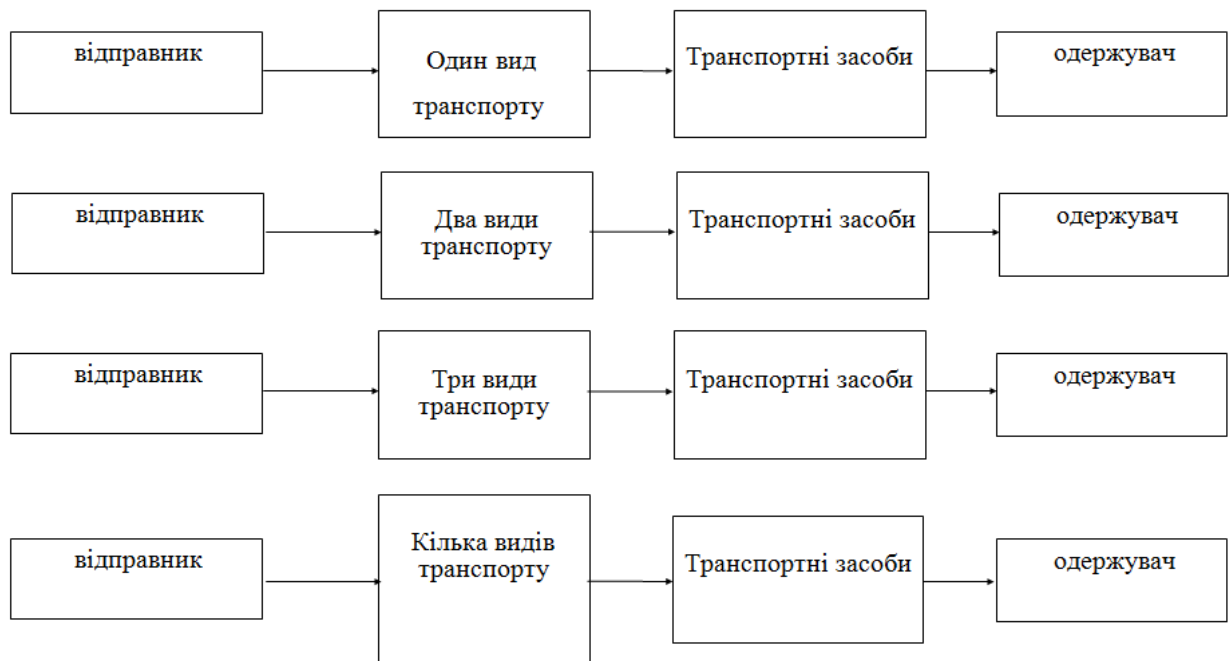 відправник
Один вид
транспорту
Транспортні засоби
одержувач
відправник
Два види
транспорту
Транспортні засоби
одержувач
відправник
Три види
транспорту
Транспортні засоби
одержувач
відправник
Кілька видів
транспорту
Транспортні засоби
одержувач